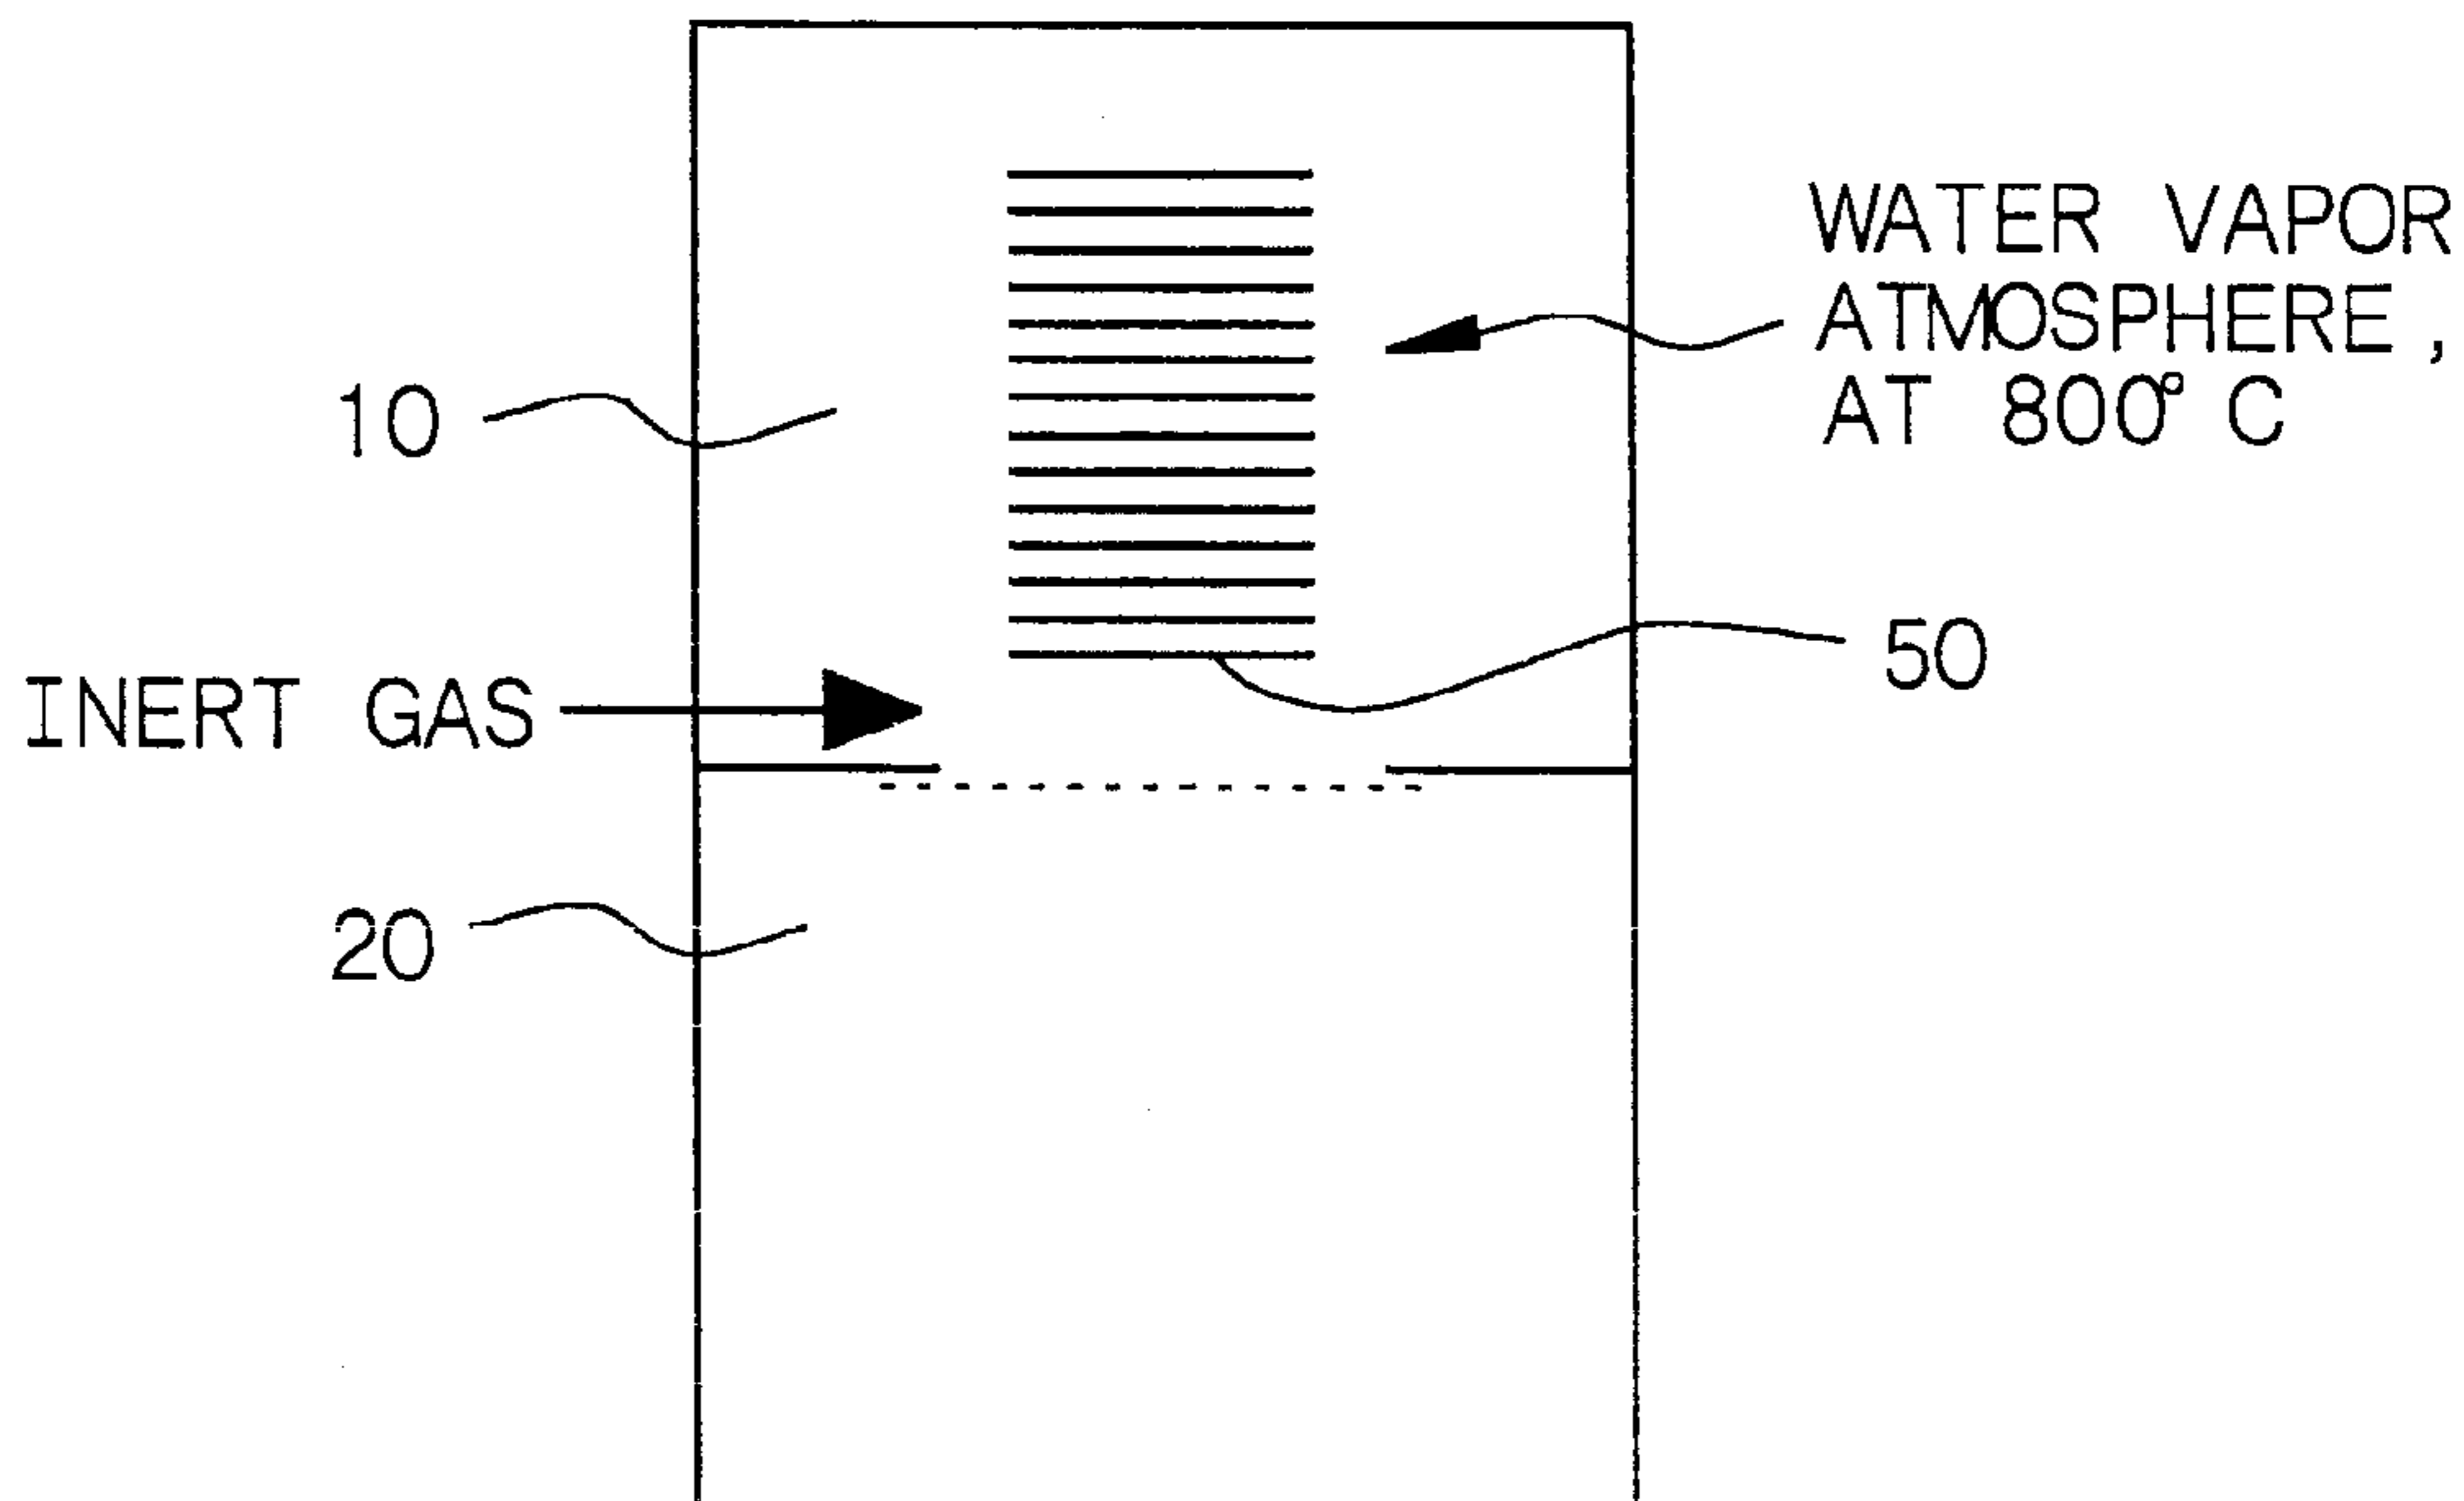 WATER VAPOR
ATMOSPHERE,
AT 800° C
10
50
INERT GAS
20